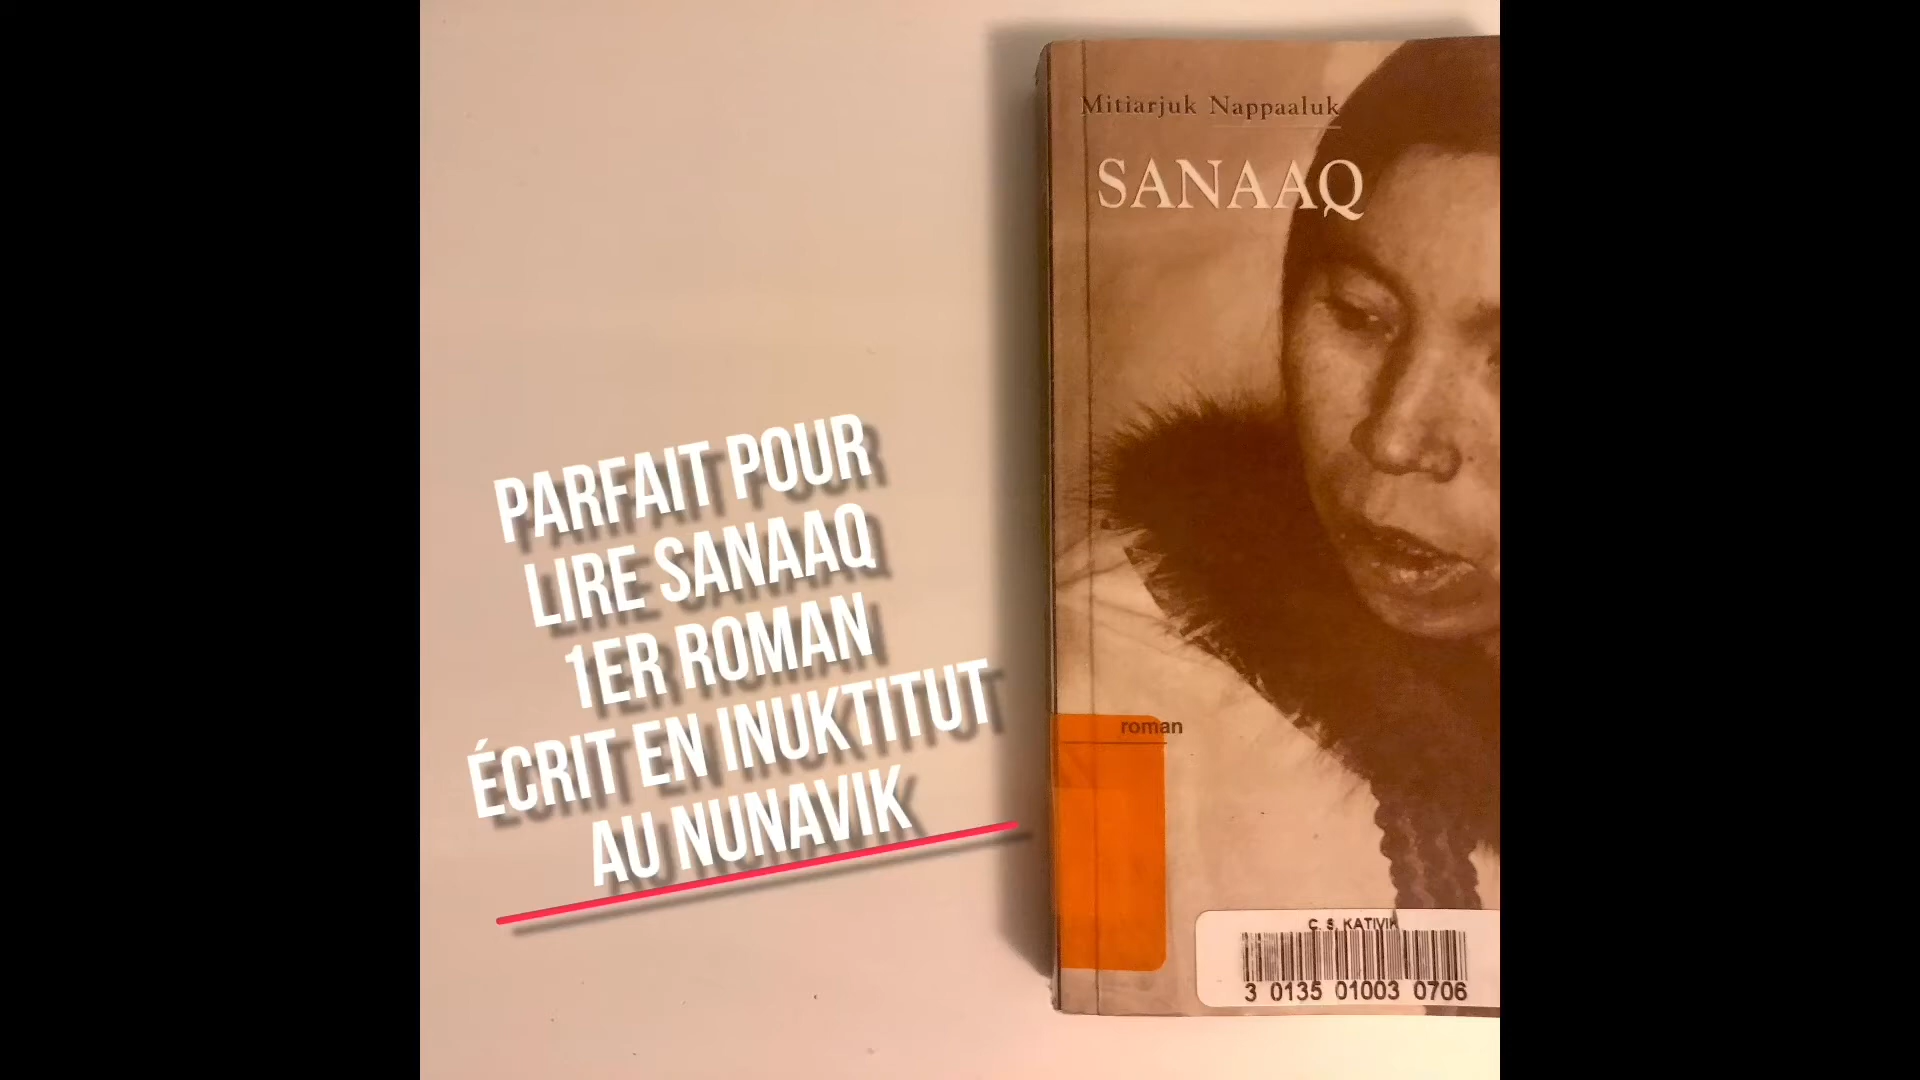 PARFAIT POUR
LIRE SANAAQ
1ER ROMAN
ÉCRIT EN INUKTITUT
AU NUNAVIK
Mitiarjuk Nappaaluk
SANAAQ
roman
C. S. KATIVIK
3 0135 01003 0706